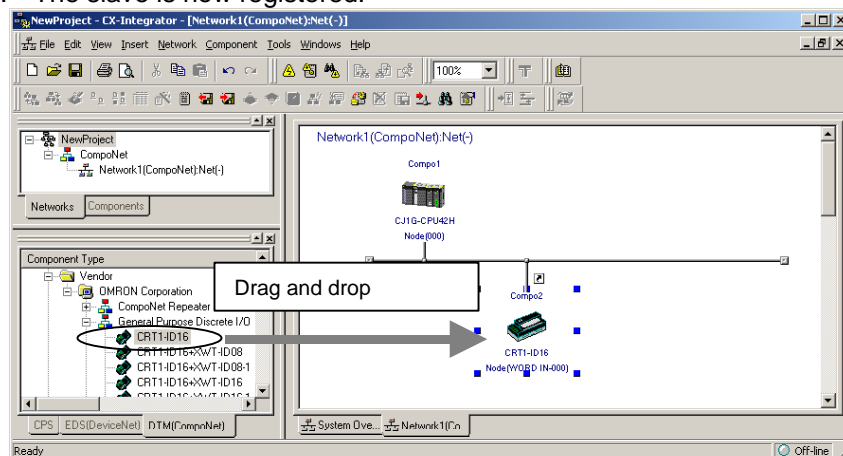 The slave is now registered.
NewProject - CX-Integrator - [Network1(CompoNet):Net(-)]
File Edit View Insert Network Component Tools Windows Help
100%
NewProject
CompoNet
Network1(CompoNet):Net(-)
Networks Components
Component Type
Vendor
OMRON Corporation
CompoNet Repeater
General Purpose Discrete I/O
CRT1-ID16
CRT1-ID16+XWT-ID08
CRT1-ID16+XWT-ID08-1
CRT1-ID16+XWT-ID16
CRT1-ID16+XWT-ID16-1
CPS EDS(DeviceNet) DTM(CompoNet)
Network1(CompoNet):Net(-)
Compo1
CJ1G-CPU42H
Node(000)
Drag and drop
Compo2
CRT1-ID16
Node(WORD IN-000)
System Ove... Network1(Co
Ready Off-line